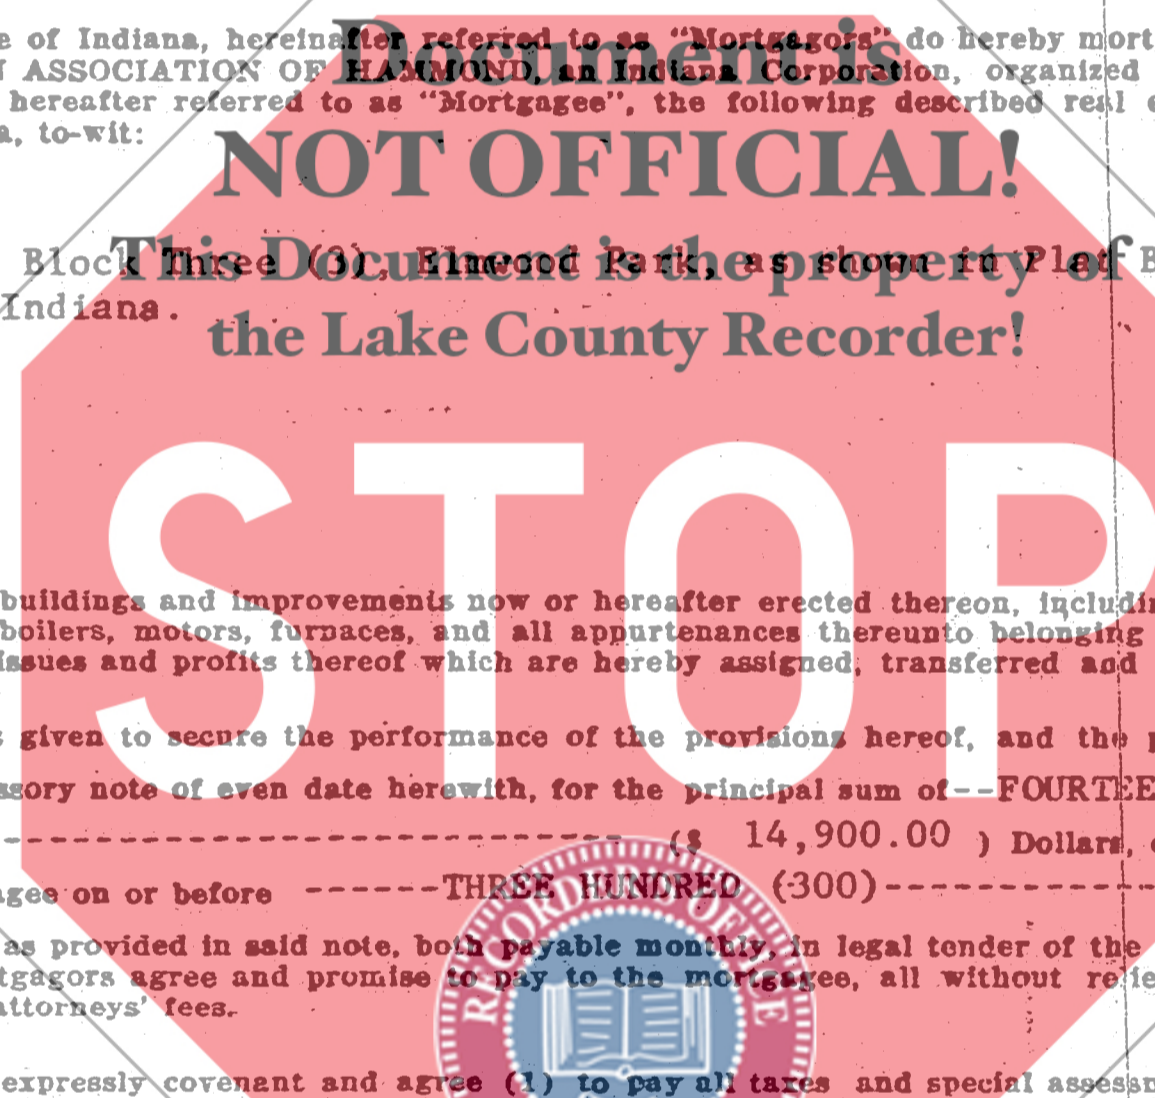 Document is
e of Indiana, hereinafter referred to as "Mortgagors" do hereby mort
N ASSOCIATION OF HAMMOND, an Indiana Corporation, organized
hereafter referred to as "Mortgagee", the following described real e
a, to-wit:
NOT OFFICIAL!
This Document is the property of
Block Three (3), Elmwood Park, as shown in Plat B
Indiana.
the Lake County Recorder!
STOP
buildings and improvements now or hereafter erected thereon, includin
boilers, motors, furnaces, and all appurtenances thereunto belonging
issues and profits thereof which are hereby assigned, transferred and
s given to secure the performance of the provisions hereof, and the p
ssory note of even date herewith, for the principal sum of--FOURTEE
------------------------------- ($ 14,900.00 ) Dollars,
agee on or before ------THREE HUNDRED (300)-------------
RECORDER'S OFFICE
as provided in said note, both payable monthly, in legal tender of the
tgagors agree and promise to pay to the mortgagee, all without relie
attorneys' fees.
expressly covenant and agree (1) to pay all taxes and special assessm